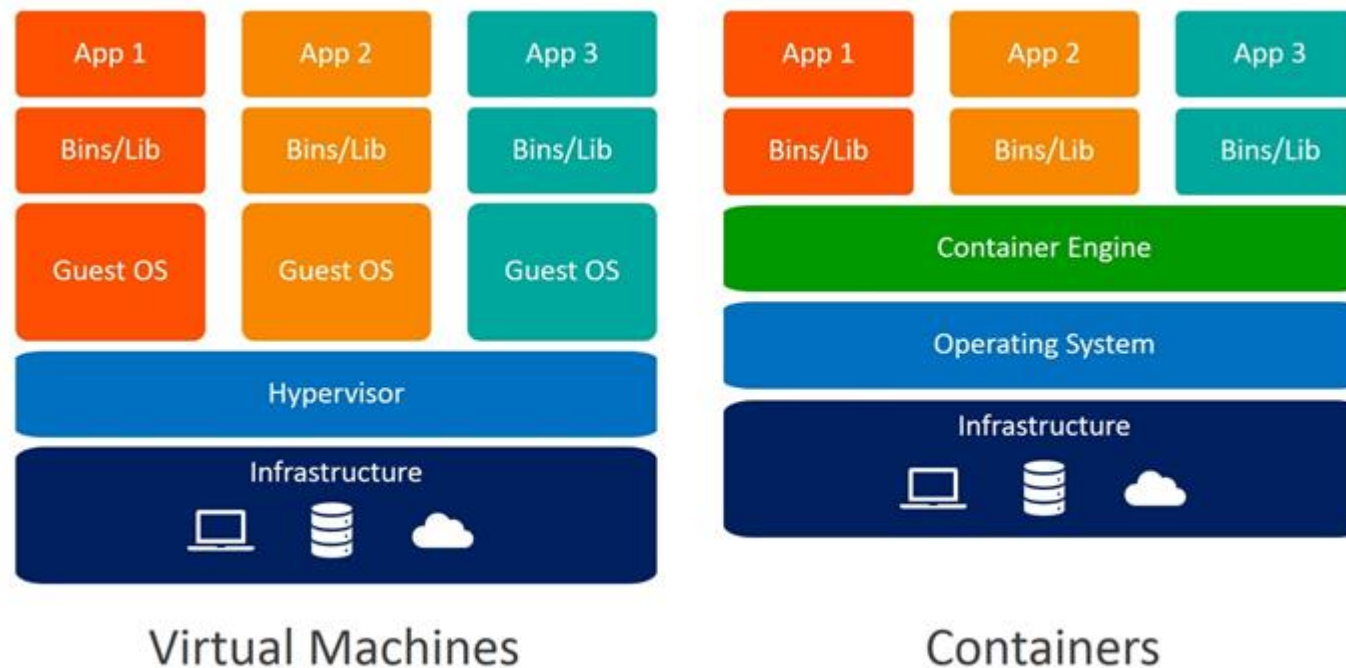 App 1
App 2
App 3
Bins/Lib
Bins/Lib
Bins/Lib
Guest OS
Guest OS
Guest OS
Hypervisor
Infrastructure
Virtual Machines
App 1
App 2
App 3
Bins/Lib
Bins/Lib
Bins/Lib
Container Engine
Operating System
Infrastructure
Containers